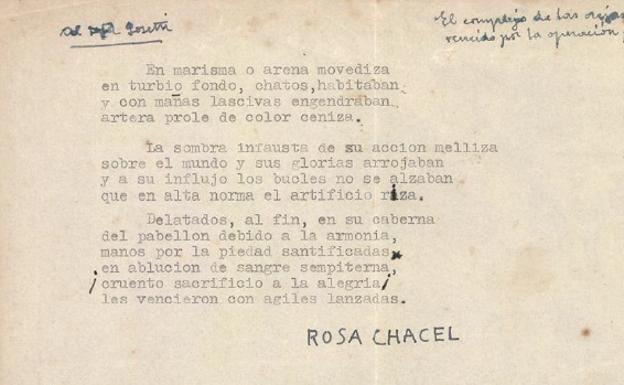 Al
El complejo de las orejas
vencido por la operación
En marisma o arena movediza
en turbio fondo, chatos,habitaban
y con mañas lascivas engendraban
artera prole de color ceniza.
La sombra infausta de su accion melliza
sobre el mundo y sus glorias arrojaban
y a su influjo los bucles no se alzaban
que en alta norma el artificio riza.
Delatados, al fin, en su caberna
del pabellon debido a la armonia,
manos por la piedad santificadas
en ablucion de sangre sempiterna,
¡cruento sacrificio a la alegria!
les vencieron con agiles lanzadas.
ROSA CHACEL